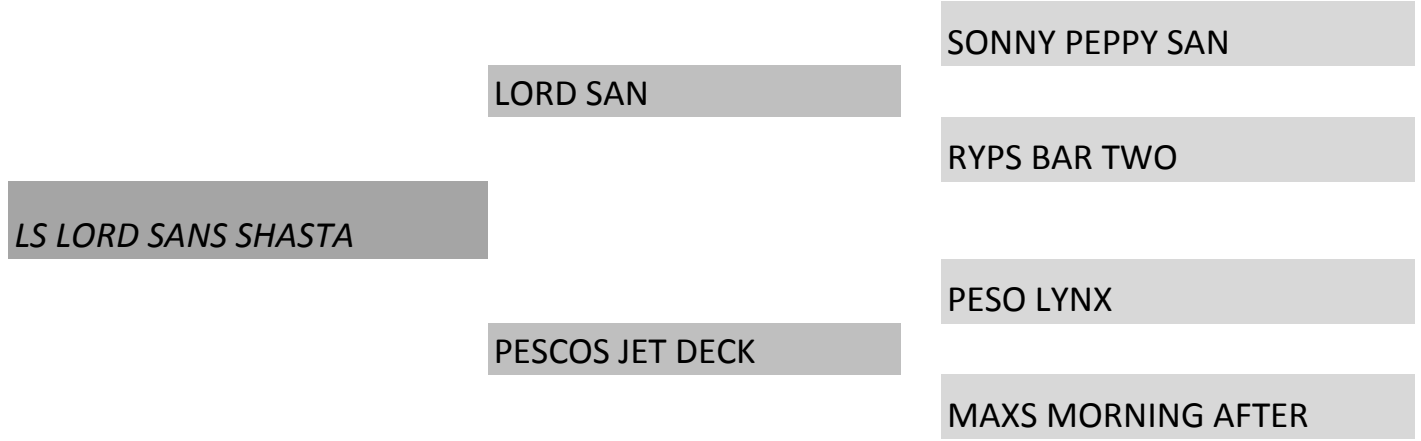 SONNY PEPPY SAN
LORD SAN
RYPS BAR TWO
LS LORD SANS SHASTA
PESO LYNX
PESCOS JET DECK
MAXS MORNING AFTER